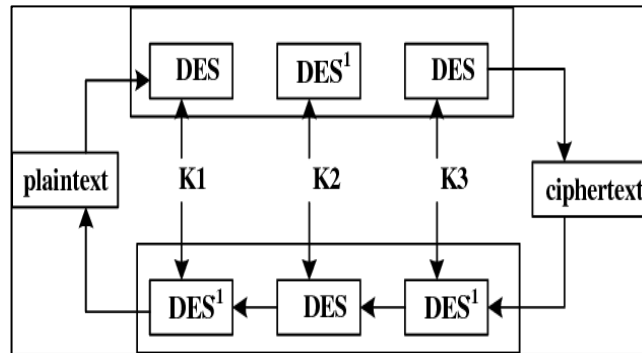 DES DES¹ DES
plaintext K1 K2 K3 ciphertext
DES¹ DES DES¹